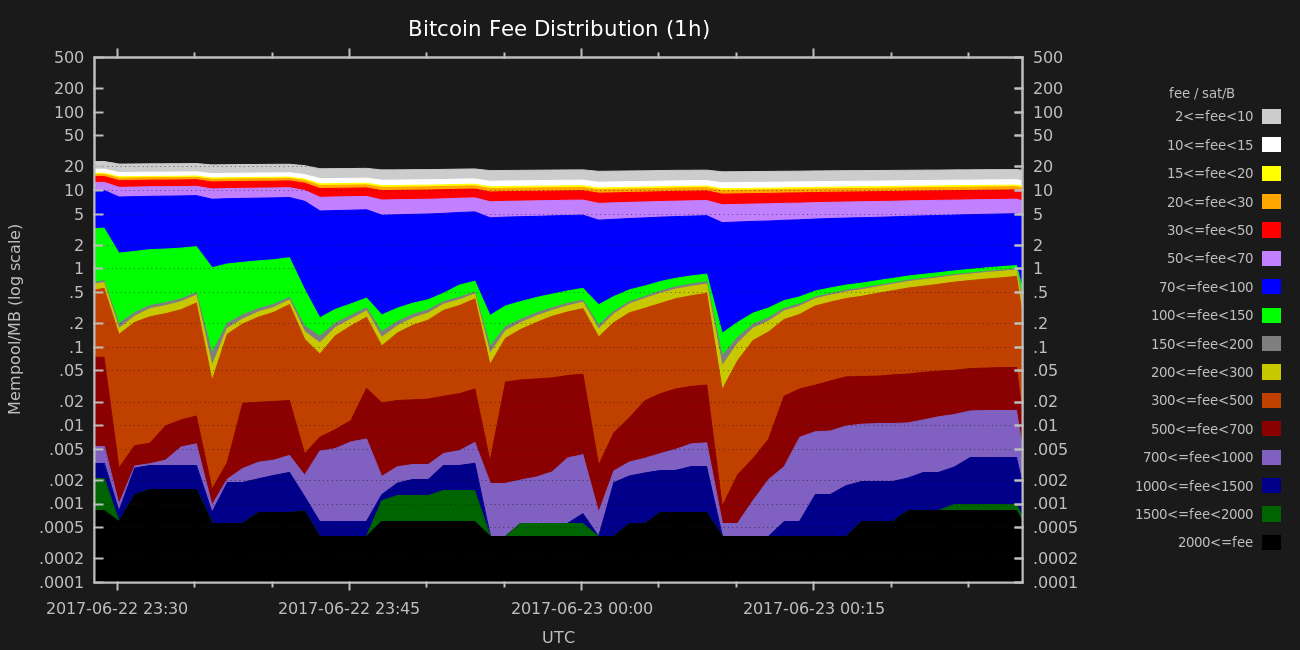 Bitcoin Fee Distribution (1h)
500 500
200 200
100 100
50 50
20 20
10 10
5 5
2 2
1 1
.5 .5
.2 .2
.1 .1
.05 .05
.02 .02
.01 .01
.005 .005
.002 .002
.001 .001
.0005 .0005
.0002 .0002
.0001 .0001
Mempool/MB (log scale)
2017-06-22 23:30 2017-06-22 23:45 2017-06-23 00:00 2017-06-23 00:15
UTC
fee / sat/B
2<=fee<10
10<=fee<15
15<=fee<20
20<=fee<30
30<=fee<50
50<=fee<70
70<=fee<100
100<=fee<150
150<=fee<200
200<=fee<300
300<=fee<500
500<=fee<700
700<=fee<1000
1000<=fee<1500
1500<=fee<2000
2000<=fee